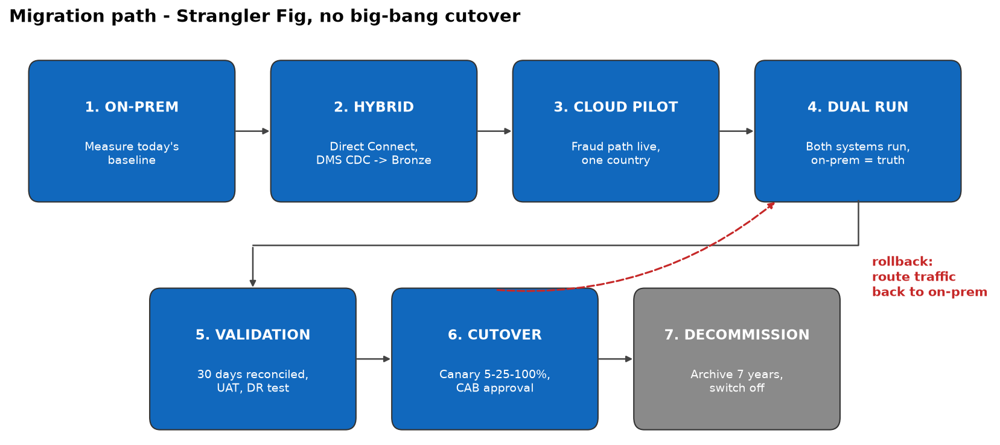 Migration path - Strangler Fig, no big-bang cutover
1. ON-PREM
Measure today's
baseline
2. HYBRID
Direct Connect,
DMS CDC -> Bronze
3. CLOUD PILOT
Fraud path live,
one country
4. DUAL RUN
Both systems run,
on-prem = truth
rollback:
route traffic
back to on-prem
5. VALIDATION
30 days reconciled,
UAT, DR test
6. CUTOVER
Canary 5-25-100%,
CAB approval
7. DECOMMISSION
Archive 7 years,
switch off